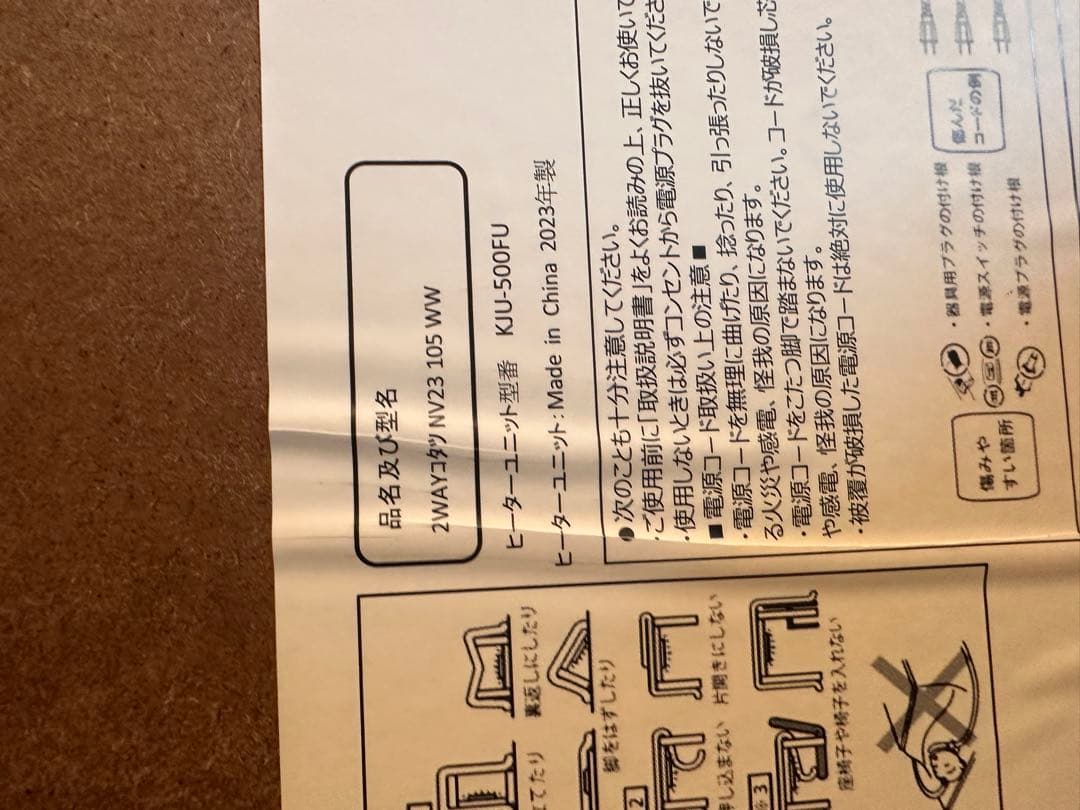 品名及び型名
2WAYコタツ NV23 105 WW
ヒーターユニット型番 KJU-500FU
ヒーターユニット:Made in China 2023年製
●次のことも十分注意してください。
・ご使用前に「取扱説明書」をよくお読みの上、正しくお使いて
・使用しないときは必ずコンセントから電源プラグを抜いてくださ
■電源コード取扱い上の注意■
・電源コードを無理に曲げたり、捻ったり、引っ張ったりしないで
る火災や感電、怪我の原因になります。
・電源コードをこたつ脚で踏まないでください。コードが破損し芯
や感電、怪我の原因になります。
・被覆が破損した電源コードは絶対に使用しないでください。
傷みや
すい箇所
・器具用プラグの付け根
・電源スイッチの付け根
・電源プラグの付け根
傷んだ
コードの例
てたり
裏返しにしたり
脚をはずしたり
2
押し込まない
片開きにしない
3
座椅子や椅子を入れない